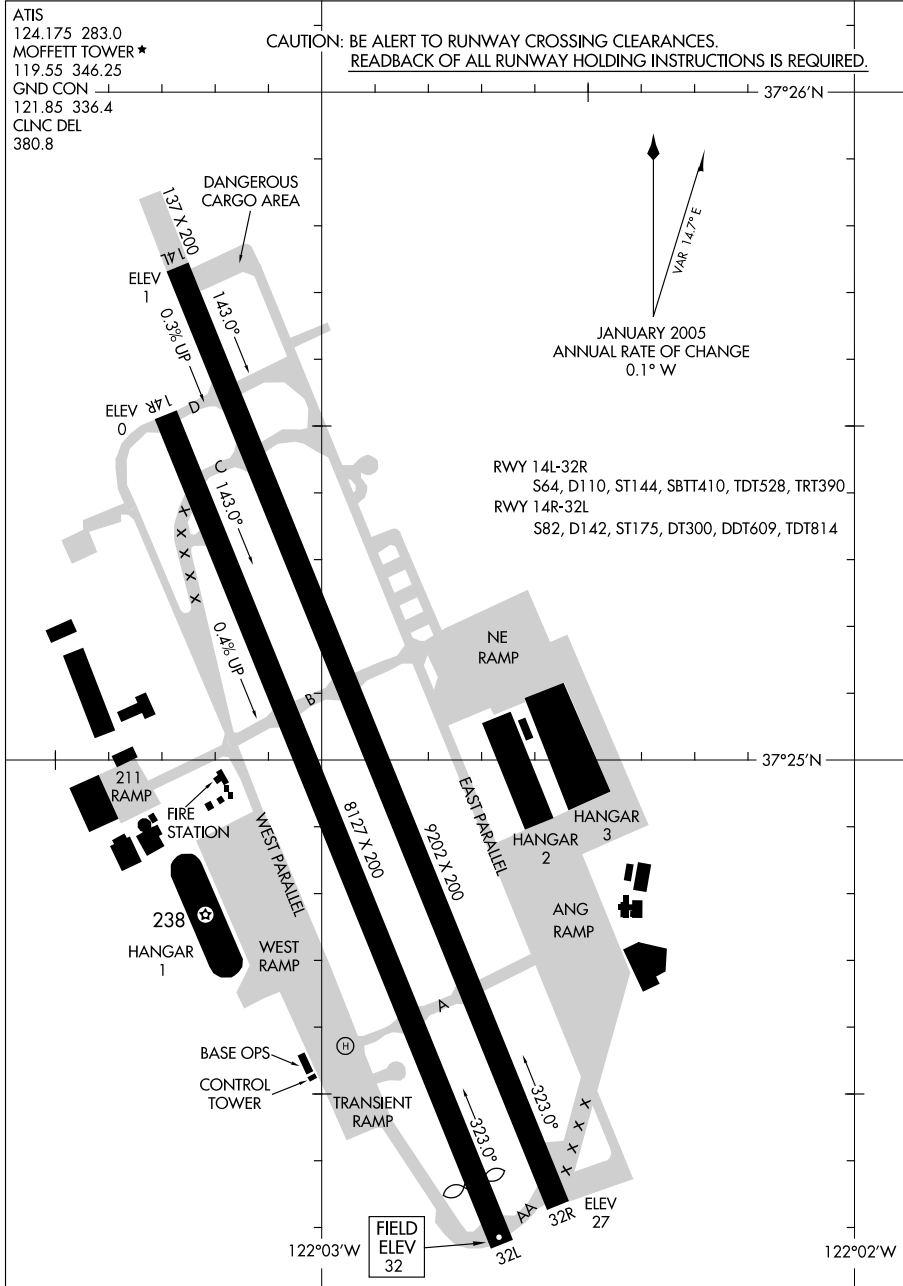 ATIS
124.175 283.0
MOFFETT TOWER ★
119.55 346.25
GND CON
121.85 336.4
CLNC DEL
380.8
CAUTION: BE ALERT TO RUNWAY CROSSING CLEARANCES.
READBACK OF ALL RUNWAY HOLDING INSTRUCTIONS IS REQUIRED.
37°26'N
DANGEROUS
CARGO AREA
137 X 200
14L
ELEV
1
0.3% UP
143.0°
VAR 14.7° E
JANUARY 2005
ANNUAL RATE OF CHANGE
0.1° W
ELEV
0
14R
D
C
143.0°
RWY 14L-32R
S64, D110, ST144, SBTT410, TDT528, TRT390
RWY 14R-32L
S82, D142, ST175, DT300, DDT609, TDT814
X X X X X
0.4% UP
B
NE
RAMP
37°25'N
211
RAMP
FIRE
STATION
WEST PARALLEL
8127 X 200
9202 X 200
EAST PARALLEL
HANGAR
2
HANGAR
3
238
HANGAR
1
WEST
RAMP
ANG
RAMP
A
H
BASE OPS
CONTROL
TOWER
TRANSIENT
RAMP
323.0°
323.0°
X X X X
AA
32R
ELEV
27
32L
FIELD
ELEV
32
122°03'W
122°02'W